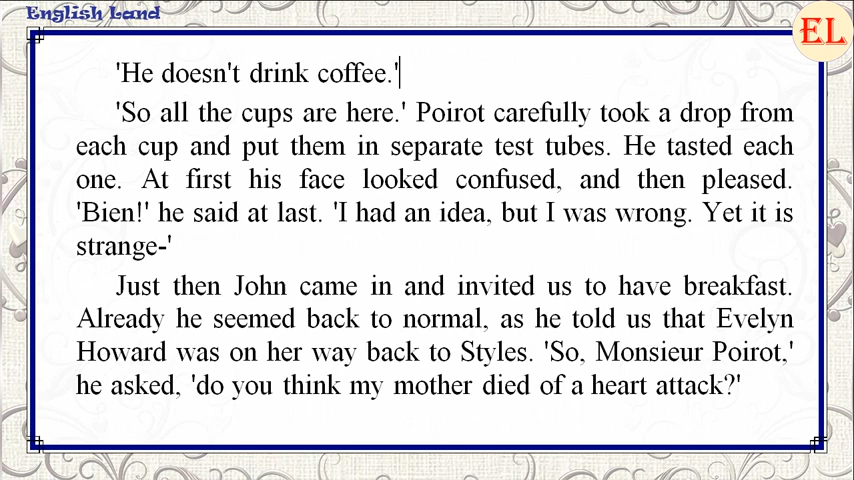 English Land
EL
'He doesn't drink coffee.'
'So all the cups are here.' Poirot carefully took a drop from
each cup and put them in separate test tubes. He tasted each
one. At first his face looked confused, and then pleased.
'Bien!' he said at last. 'I had an idea, but I was wrong. Yet it is
strange-'
Just then John came in and invited us to have breakfast.
Already he seemed back to normal, as he told us that Evelyn
Howard was on her way back to Styles. 'So, Monsieur Poirot,'
he asked, 'do you think my mother died of a heart attack?'